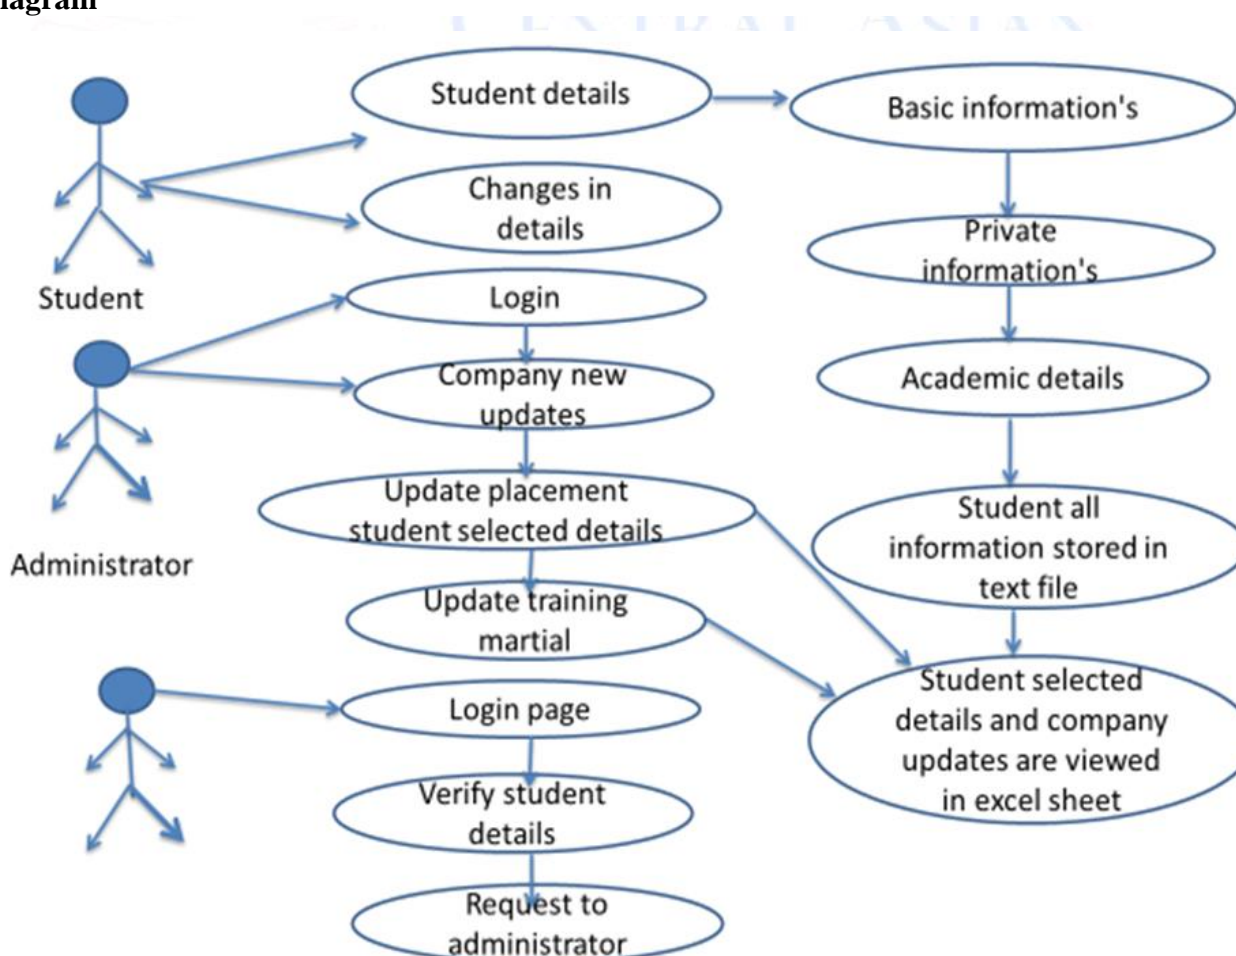 Student details
Basic information's
Changes in
details
Private
information's
Student
Login
Company new
updates
Academic details
Administrator
Update placement
student selected details
Student all
information stored in
text file
Update training
martial
Student selected
details and company
updates are viewed
in excel sheet
Login page
Verify student
details
Request to
administrator